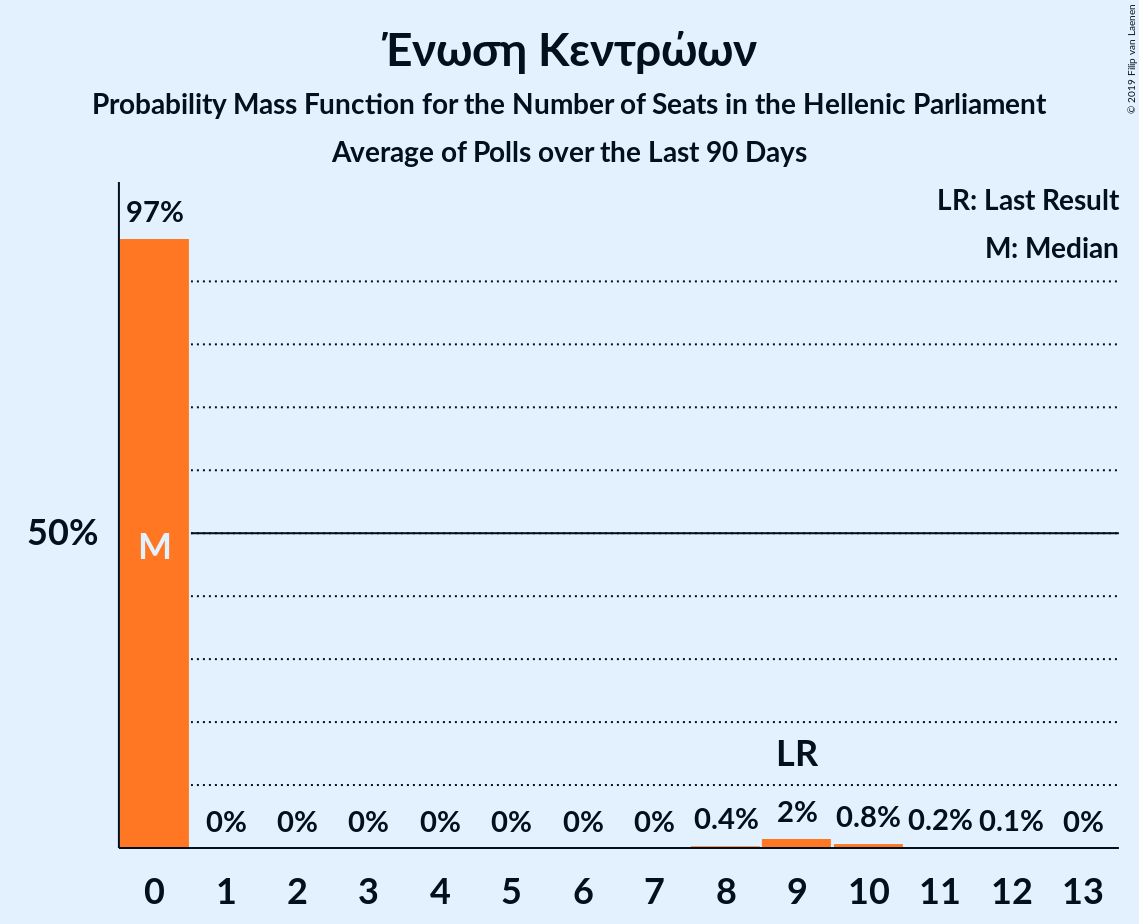 Ένωση Κεντρώων
Probability Mass Function for the Number of Seats in the Hellenic Parliament
Average of Polls over the Last 90 Days
© 2019 Filip van Laenen
LR: Last Result
M: Median
97%
50%
M
LR
0% 0% 0% 0% 0% 0% 0% 0.4% 2% 0.8% 0.2% 0.1% 0%
0 1 2 3 4 5 6 7 8 9 10 11 12 13